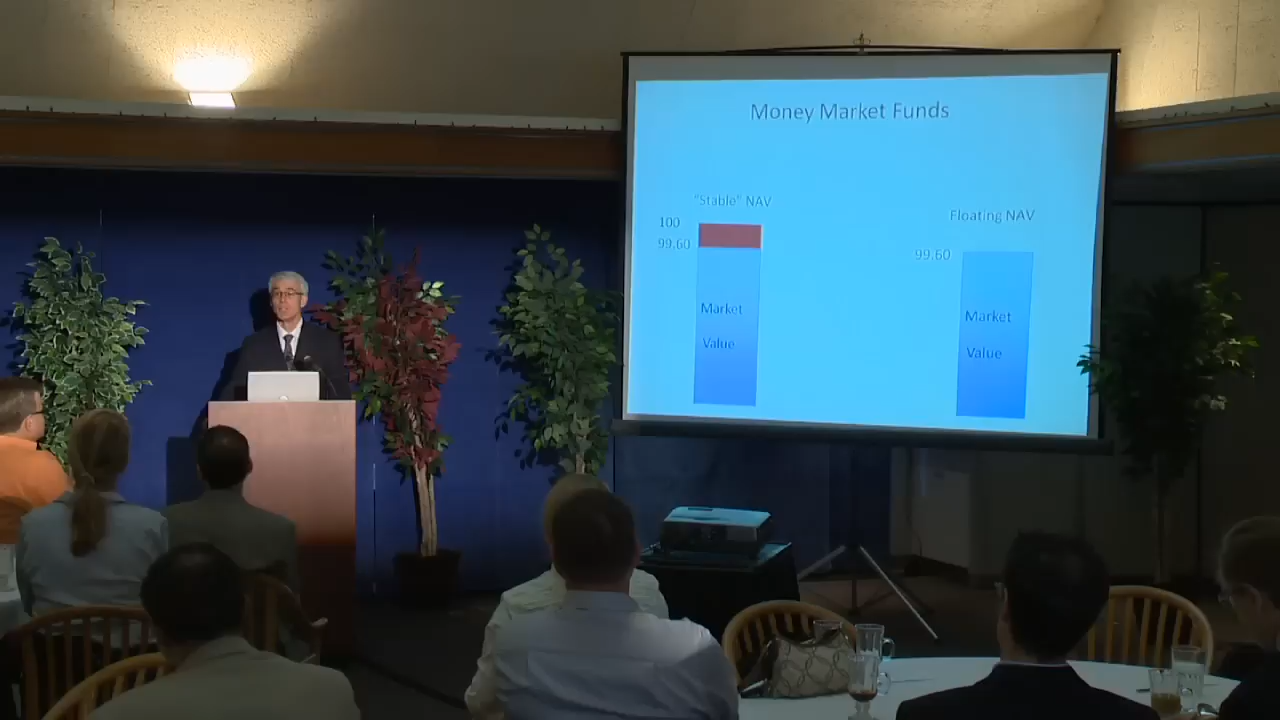 Money Market Funds
"Stable" NAV
100
99.60
Market
Value
Floating NAV
99.60
Market
Value